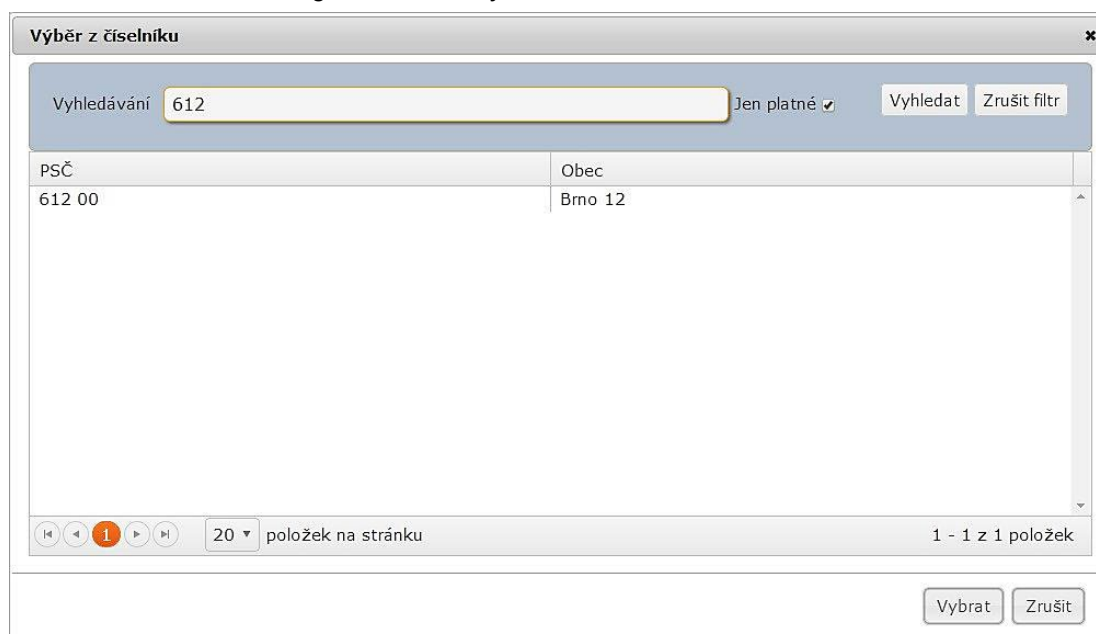 Výběr z číselníku
Vyhledávání 612 Jen platné Vyhledat Zrušit filtr
PSČ Obec
612 00 Brno 12
1 20 položek na stránku 1 - 1 z 1 položek
Vybrat Zrušit